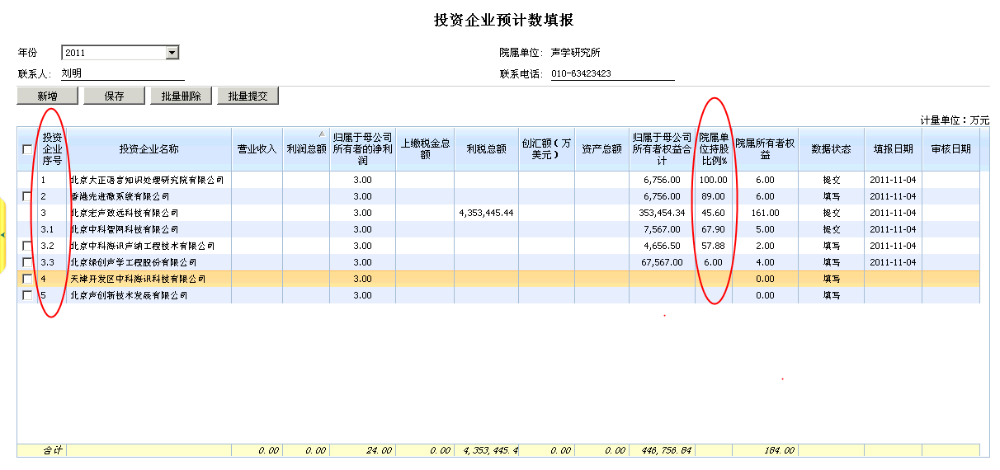 投资企业预计数填报
年份 2011 院属单位: 声学研究所
联系人: 刘明 联系电话: 010-63423423
新增 保存 批量删除 批量提交
计量单位：万元
投资企业序号 投资企业名称 营业收入 利润总额 归属于母公司所有者的净利润 上缴税金总额 利税总额 创汇额（万美元） 资产总额 归属于母公司所有者权益合计 院属单位持股比例% 院属所有者权益 数据状态 填报日期 审核日期
1 北京大正语言知识处理研究院有限公司 3.00 6,756.00 100.00 6.00 提交 2011-11-04
2 香港先进微系统有限公司 3.00 6,756.00 89.00 6.00 填写 2011-11-04
3 北京宏声致远科技有限公司 3.00 4,353,445.44 353,454.34 45.60 161.00 提交 2011-11-04
3.1 北京中科智网科技有限公司 3.00 7,567.00 67.90 5.00 提交 2011-11-04
3.2 北京中科海讯声纳工程技术有限公司 3.00 4,656.50 57.88 2.00 填写 2011-11-04
3.3 北京绿创声学工程股份有限公司 3.00 67,567.00 6.00 4.00 填写 2011-11-04
4 天津开发区中科海讯科技有限公司 3.00 0.00 填写
5 北京声创新技术发展有限公司 3.00 0.00 填写
合计 0.00 0.00 24.00 0.00 4,353,445.4 0.00 0.00 446,756.84 184.00